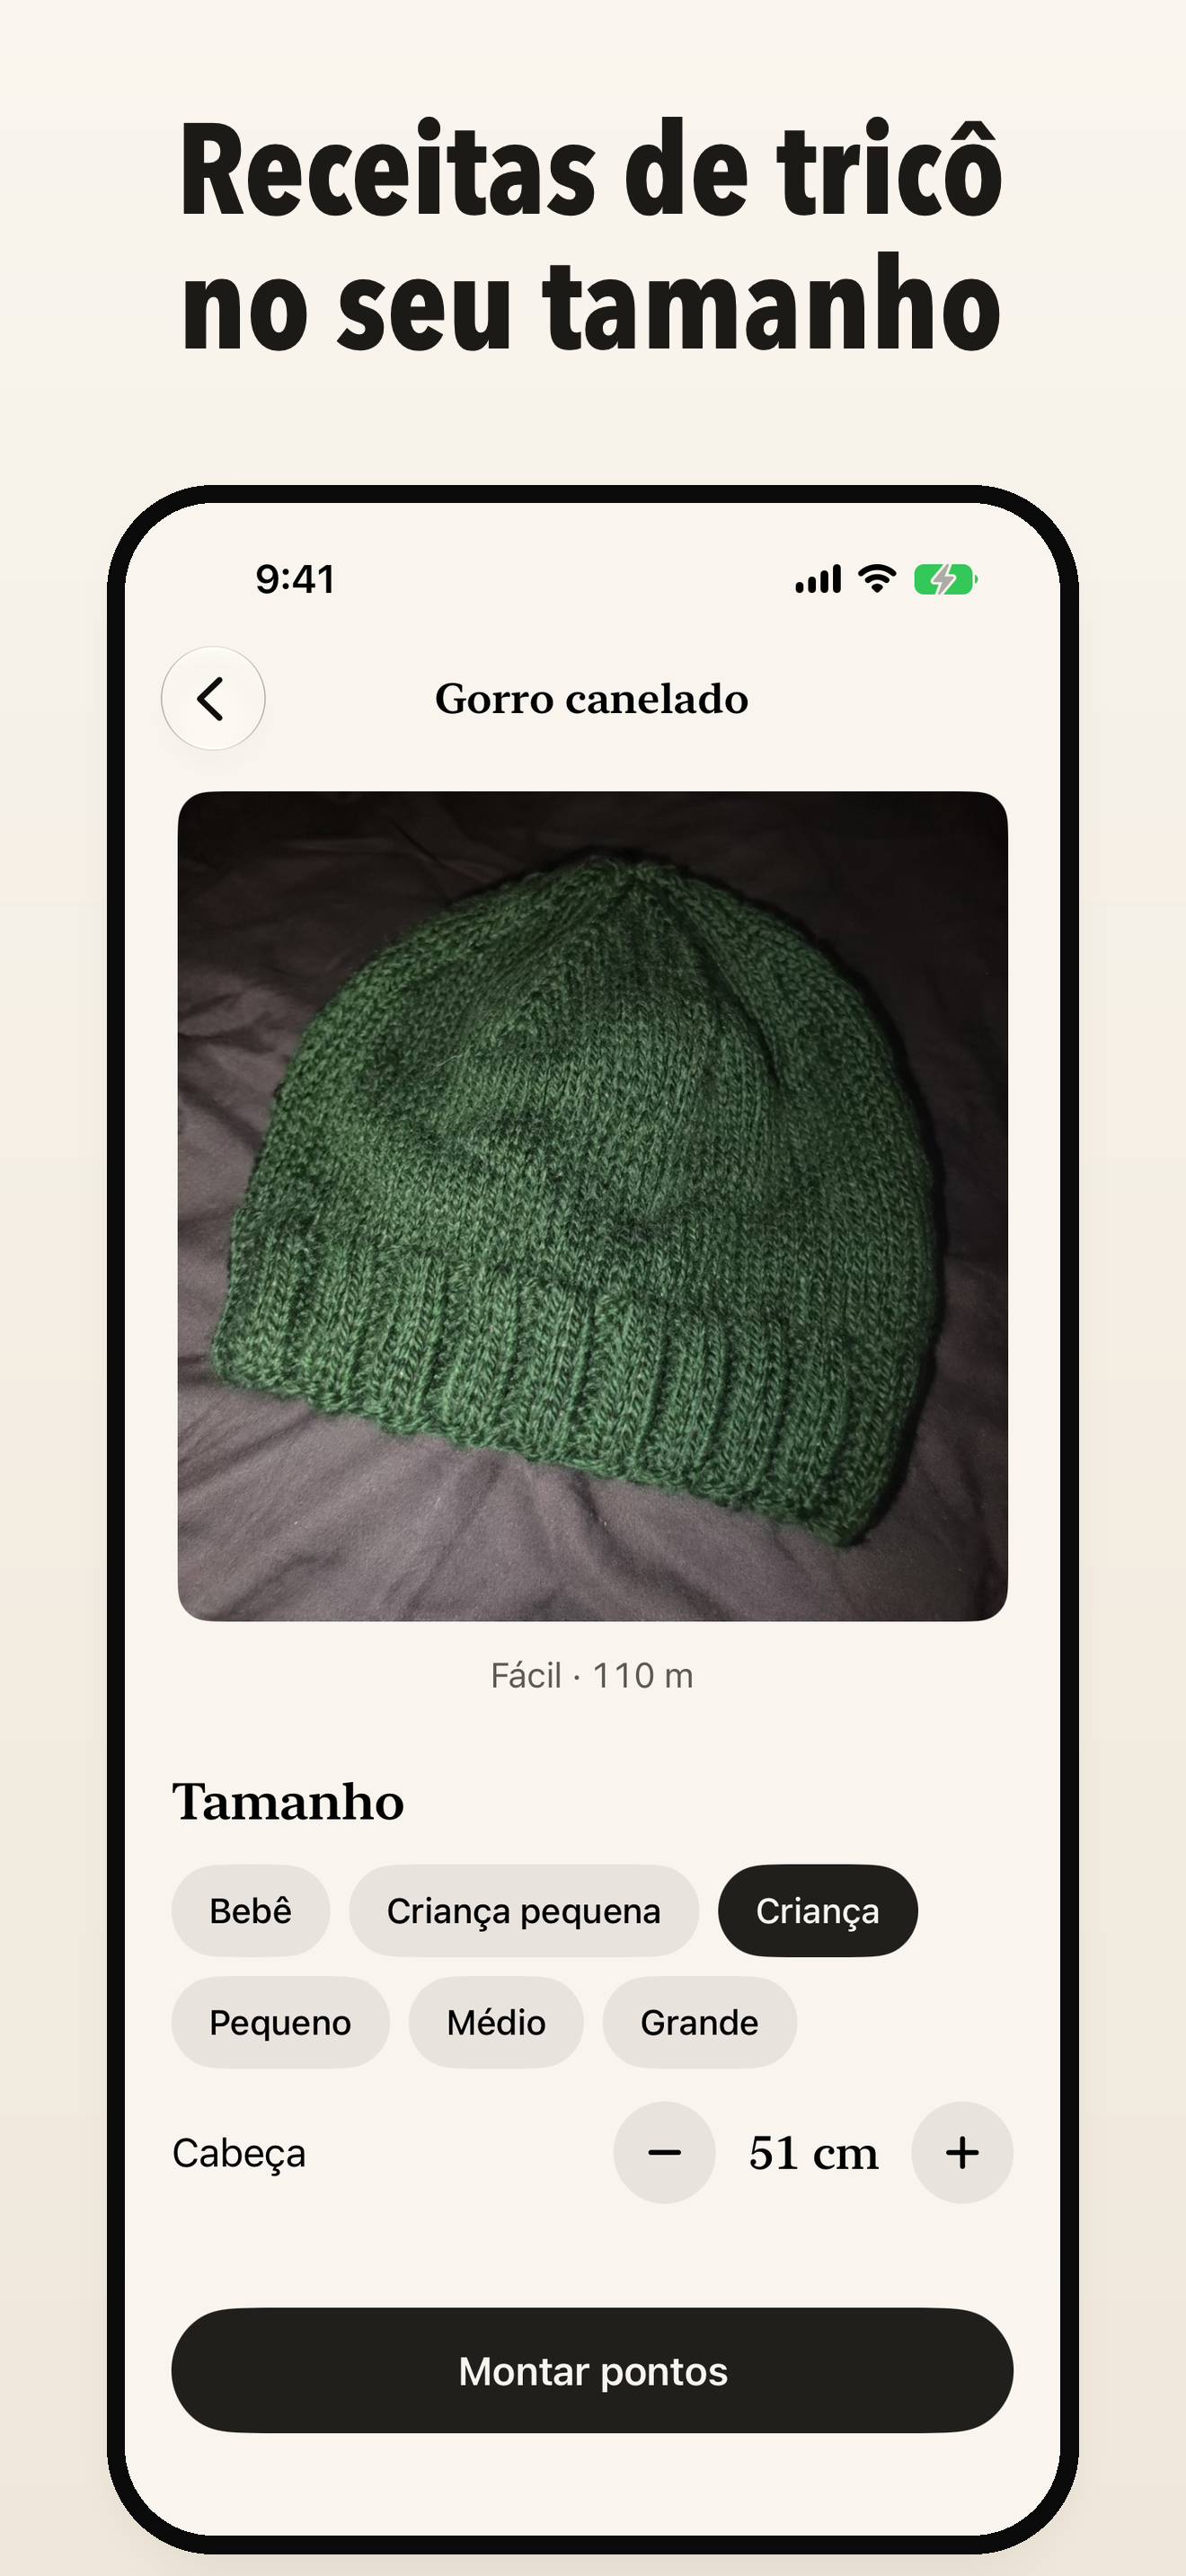 Receitas de tricô
no seu tamanho
9:41
Gorro canelado
Fácil · 110 m
Tamanho
Bebê Criança pequena Criança
Pequeno Médio Grande
Cabeça 51 cm
Montar pontos